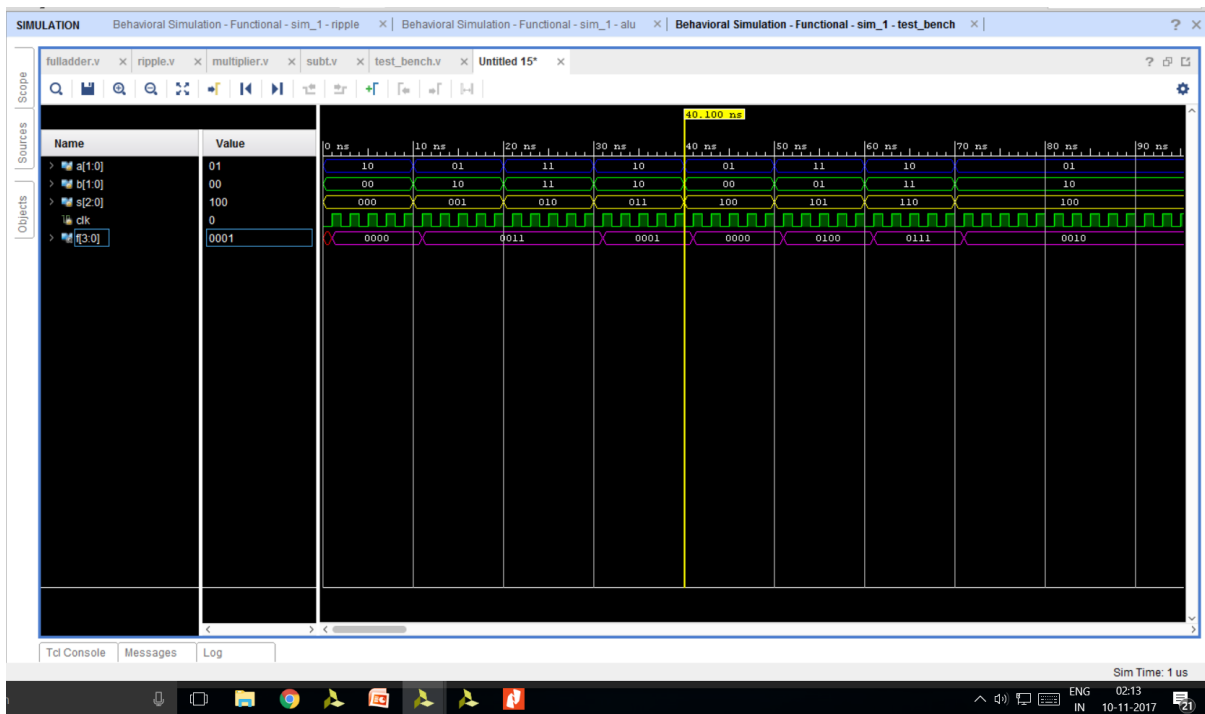 SIMULATION Behavioral Simulation - Functional - sim_1 - ripple × Behavioral Simulation - Functional - sim_1 - alu × Behavioral Simulation - Functional - sim_1 - test_bench × ? ×
fulladder.v × ripple.v × multiplier.v × subt.v × test_bench.v × Untitled 15* × ?
Scope
Sources
Objects
40.100 ns
Name Value 0 ns 10 ns 20 ns 30 ns 40 ns 50 ns 60 ns 70 ns 80 ns 90 ns
a[1:0] 01 10 01 11 10 01 11 10 01
b[1:0] 00 00 10 11 10 00 01 11 10
s[2:0] 100 000 001 010 011 100 101 110 100
clk 0
f[3:0] 0001 0000 0011 0001 0000 0100 0111 0010
Tcl Console Messages Log
Sim Time: 1 us
ENG 02:13
IN 10-11-2017 21